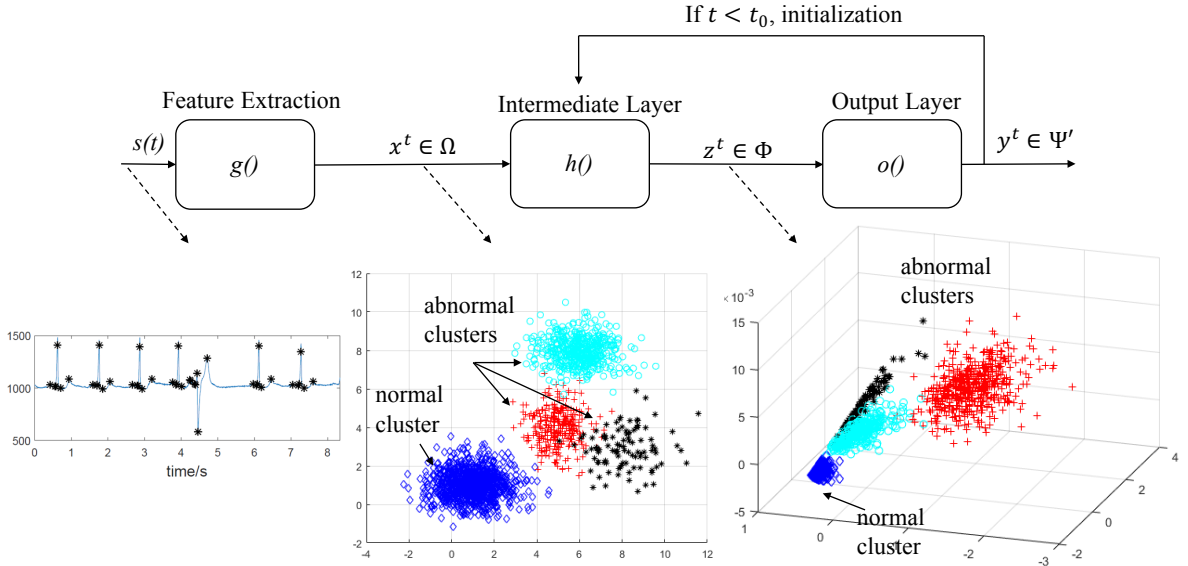 If t < t₀, initialization
Feature Extraction
Intermediate Layer
Output Layer
s(t)
g()
xᵗ ∈ Ω
h()
zᵗ ∈ Φ
o()
yᵗ ∈ Ψ′
1500
1000
500
0 1 2 3 4 5 6 7 8
time/s
12
10
8
6
4
2
0
-2
-4 -2 0 2 4 6 8 10 12
abnormal
clusters
normal
cluster
×10⁻³
15
10
5
0
-5
1 0 -1 -2 -3
-2 0 2 4
abnormal
clusters
normal
cluster